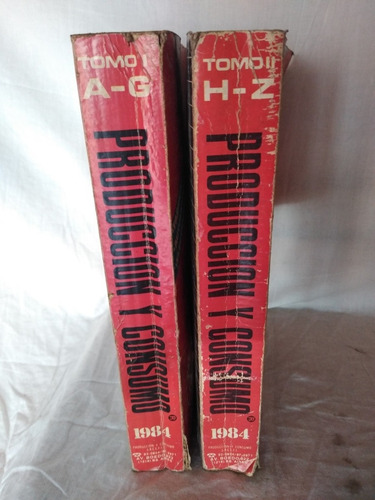 TOMO I
A-G
PRODUCCION Y CONSUMO ®
1984
TOMO II
H-Z
PRODUCCION Y CONSUMO ®
1984